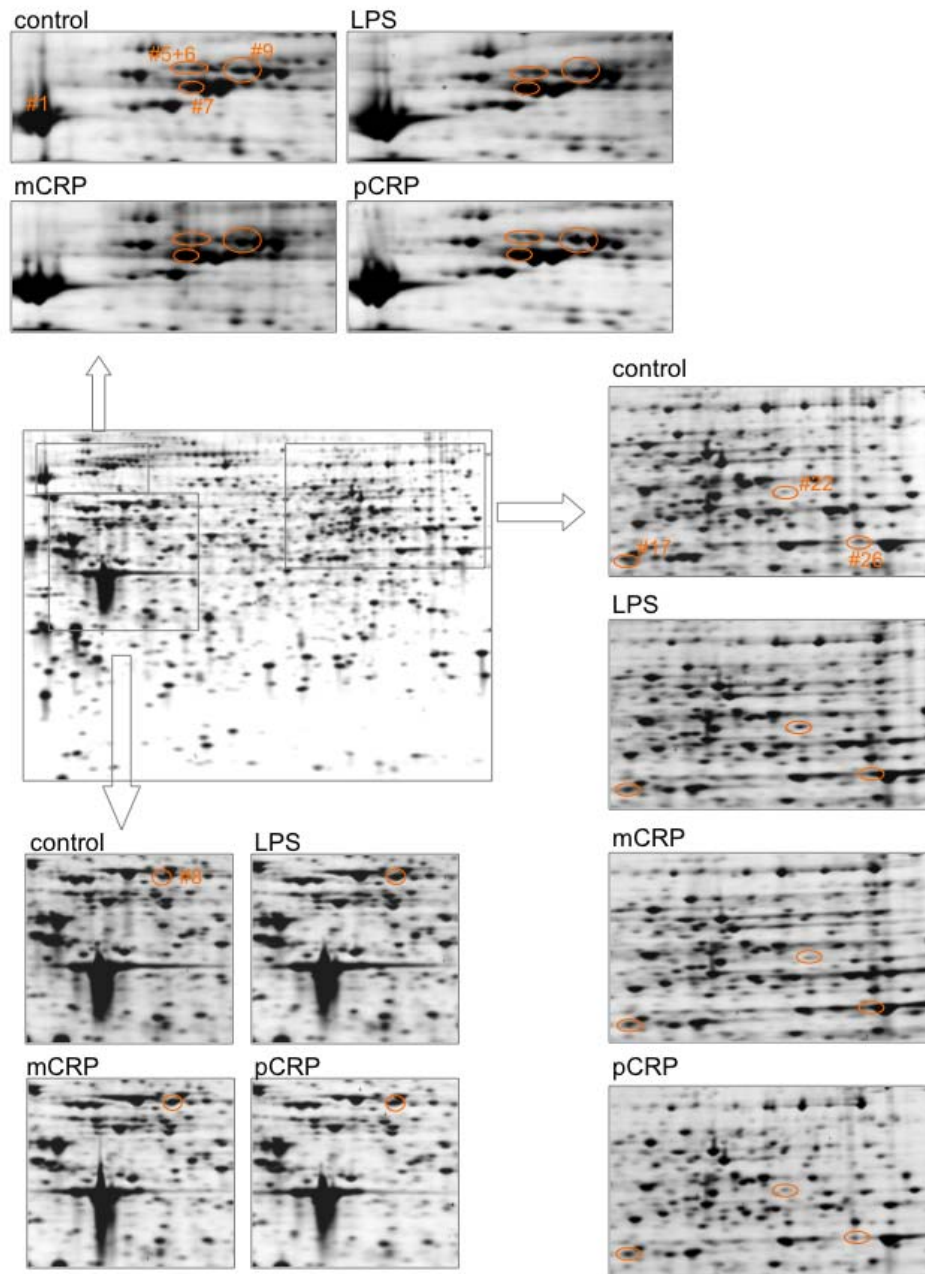 control
LPS
#5+6
#9
#1
#7
mCRP
pCRP
control
#22
#17
#26
LPS
mCRP
pCRP
control
LPS
#8
mCRP
pCRP